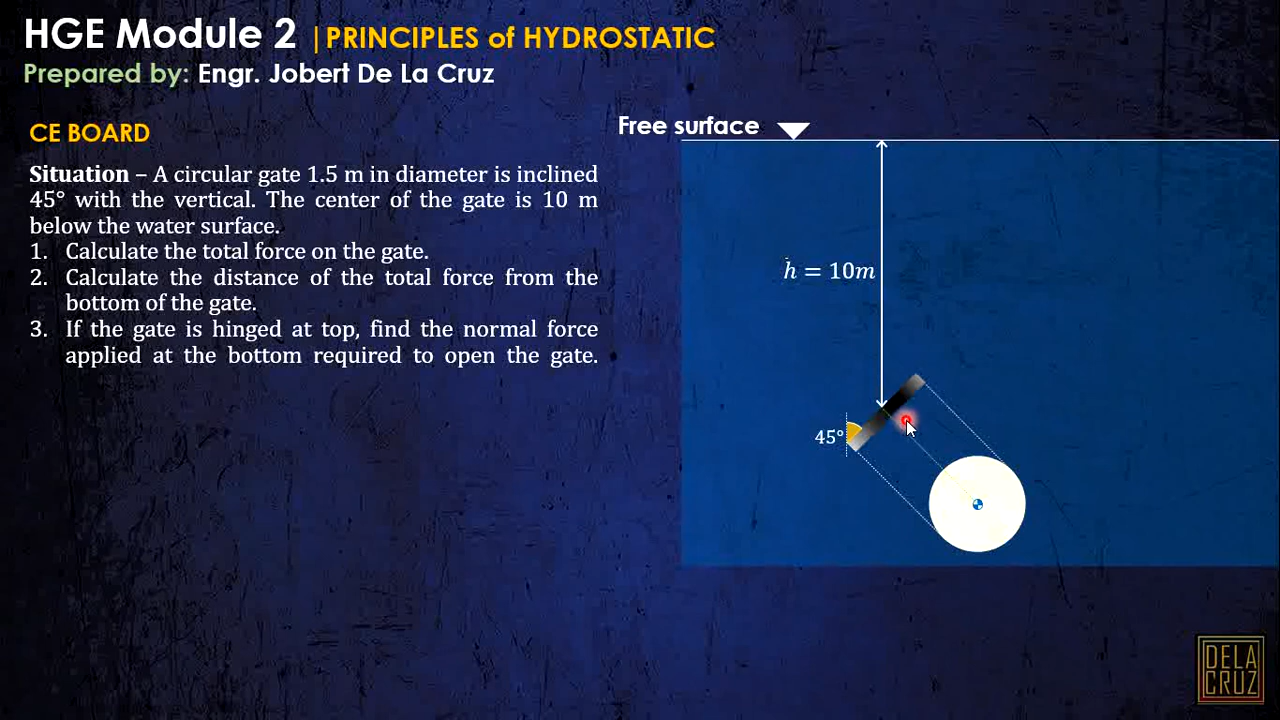 HGE Module 2 | PRINCIPLES of HYDROSTATIC
Prepared by: Engr. Jobert De La Cruz
CE BOARD
Situation – A circular gate 1.5 m in diameter is inclined
45° with the vertical. The center of the gate is 10 m
below the water surface.
1. Calculate the total force on the gate.
2. Calculate the distance of the total force from the
bottom of the gate.
3. If the gate is hinged at top, find the normal force
applied at the bottom required to open the gate.
Free surface
h̄ = 10m
45°
DELA
CRUZ